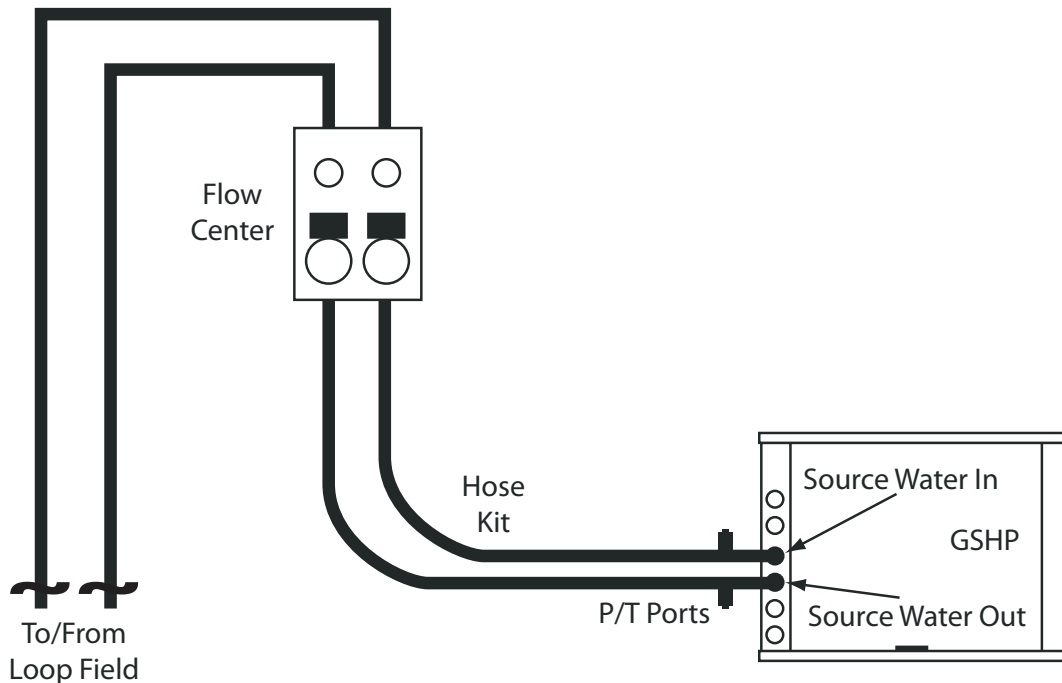 Flow
Center
Hose
Kit
Source Water In
GSHP
P/T Ports
Source Water Out
To/From
Loop Field